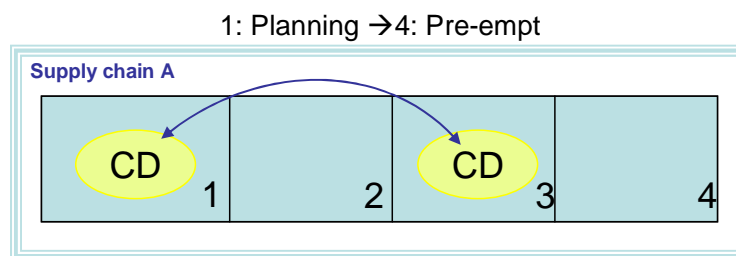 1: Planning →4: Pre-empt
Supply chain A
CD 1 2 CD 3 4